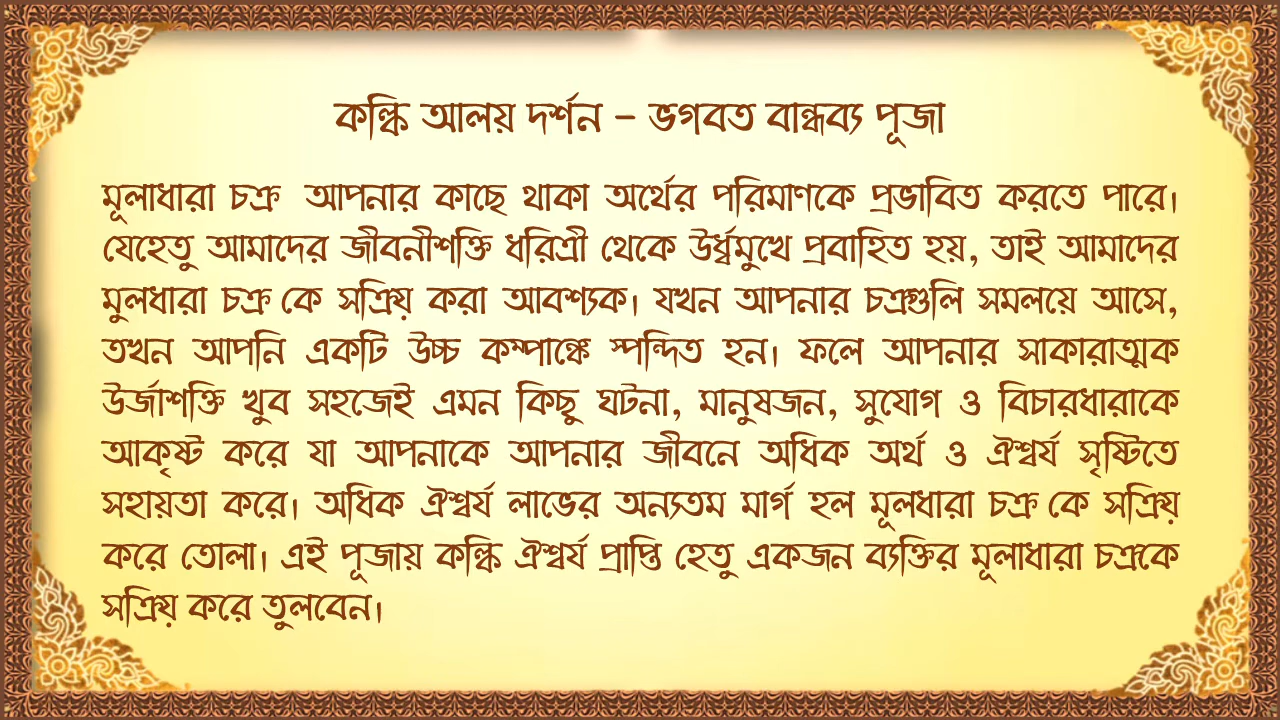 কল্কি আলয় দর্শন – ভগবত বান্ধব্য পূজা
মূলাধারা চক্র আপনার কাছে থাকা অর্থের পরিমাণকে প্রভাবিত করতে পারে।
যেহেতু আমাদের জীবনীশক্তি ধরিত্রী থেকে উর্ধ্বমুখে প্রবাহিত হয়, তাই আমাদের
মুলধারা চক্র কে সক্রিয় করা আবশ্যক। যখন আপনার চক্রগুলি সমলয়ে আসে,
তখন আপনি একটি উচ্চ কম্পাঙ্কে স্পন্দিত হন। ফলে আপনার সাকারাত্মক
উর্জাশক্তি খুব সহজেই এমন কিছু ঘটনা, মানুষজন, সুযোগ ও বিচারধারাকে
আকৃষ্ট করে যা আপনাকে আপনার জীবনে অধিক অর্থ ও ঐশ্বর্য সৃষ্টিতে
সহায়তা করে। অধিক ঐশ্বর্য লাভের অন্যতম মার্গ হল মূলধারা চক্র কে সক্রিয়
করে তোলা। এই পূজায় কল্কি ঐশ্বর্য প্রাপ্তি হেতু একজন ব্যক্তির মূলাধারা চক্রকে
সক্রিয় করে তুলবেন।